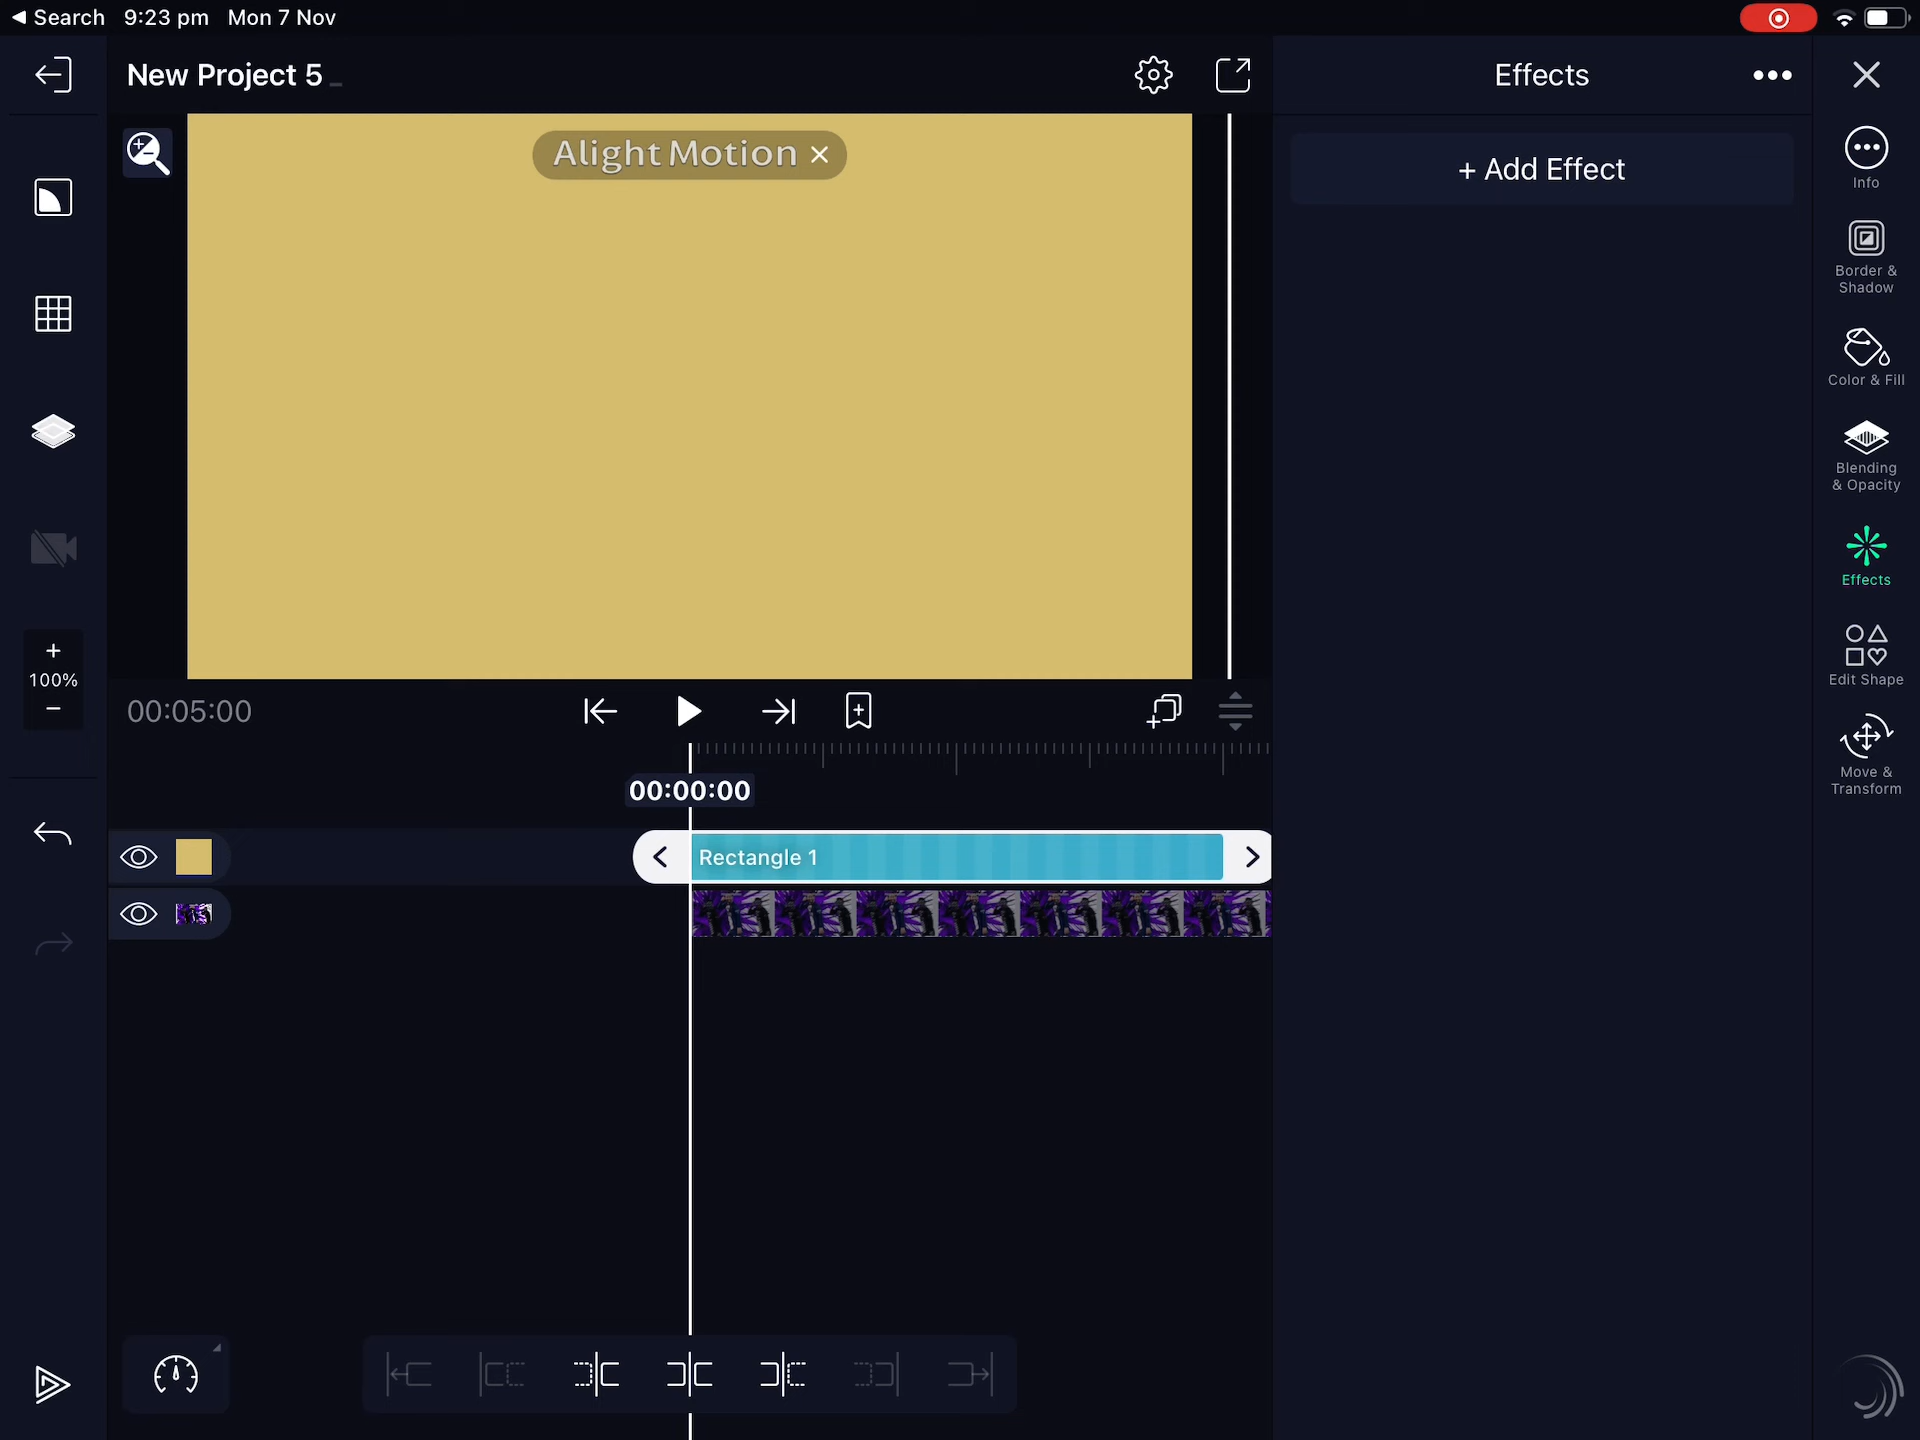 Search 9:23 pm Mon 7 Nov
New Project 5
Effects
Alight Motion
+ Add Effect
Info
Border &
Shadow
Color & Fill
Blending
& Opacity
Effects
Edit Shape
Move &
Transform
+
100%
−
00:05:00
00:00:00
Rectangle 1